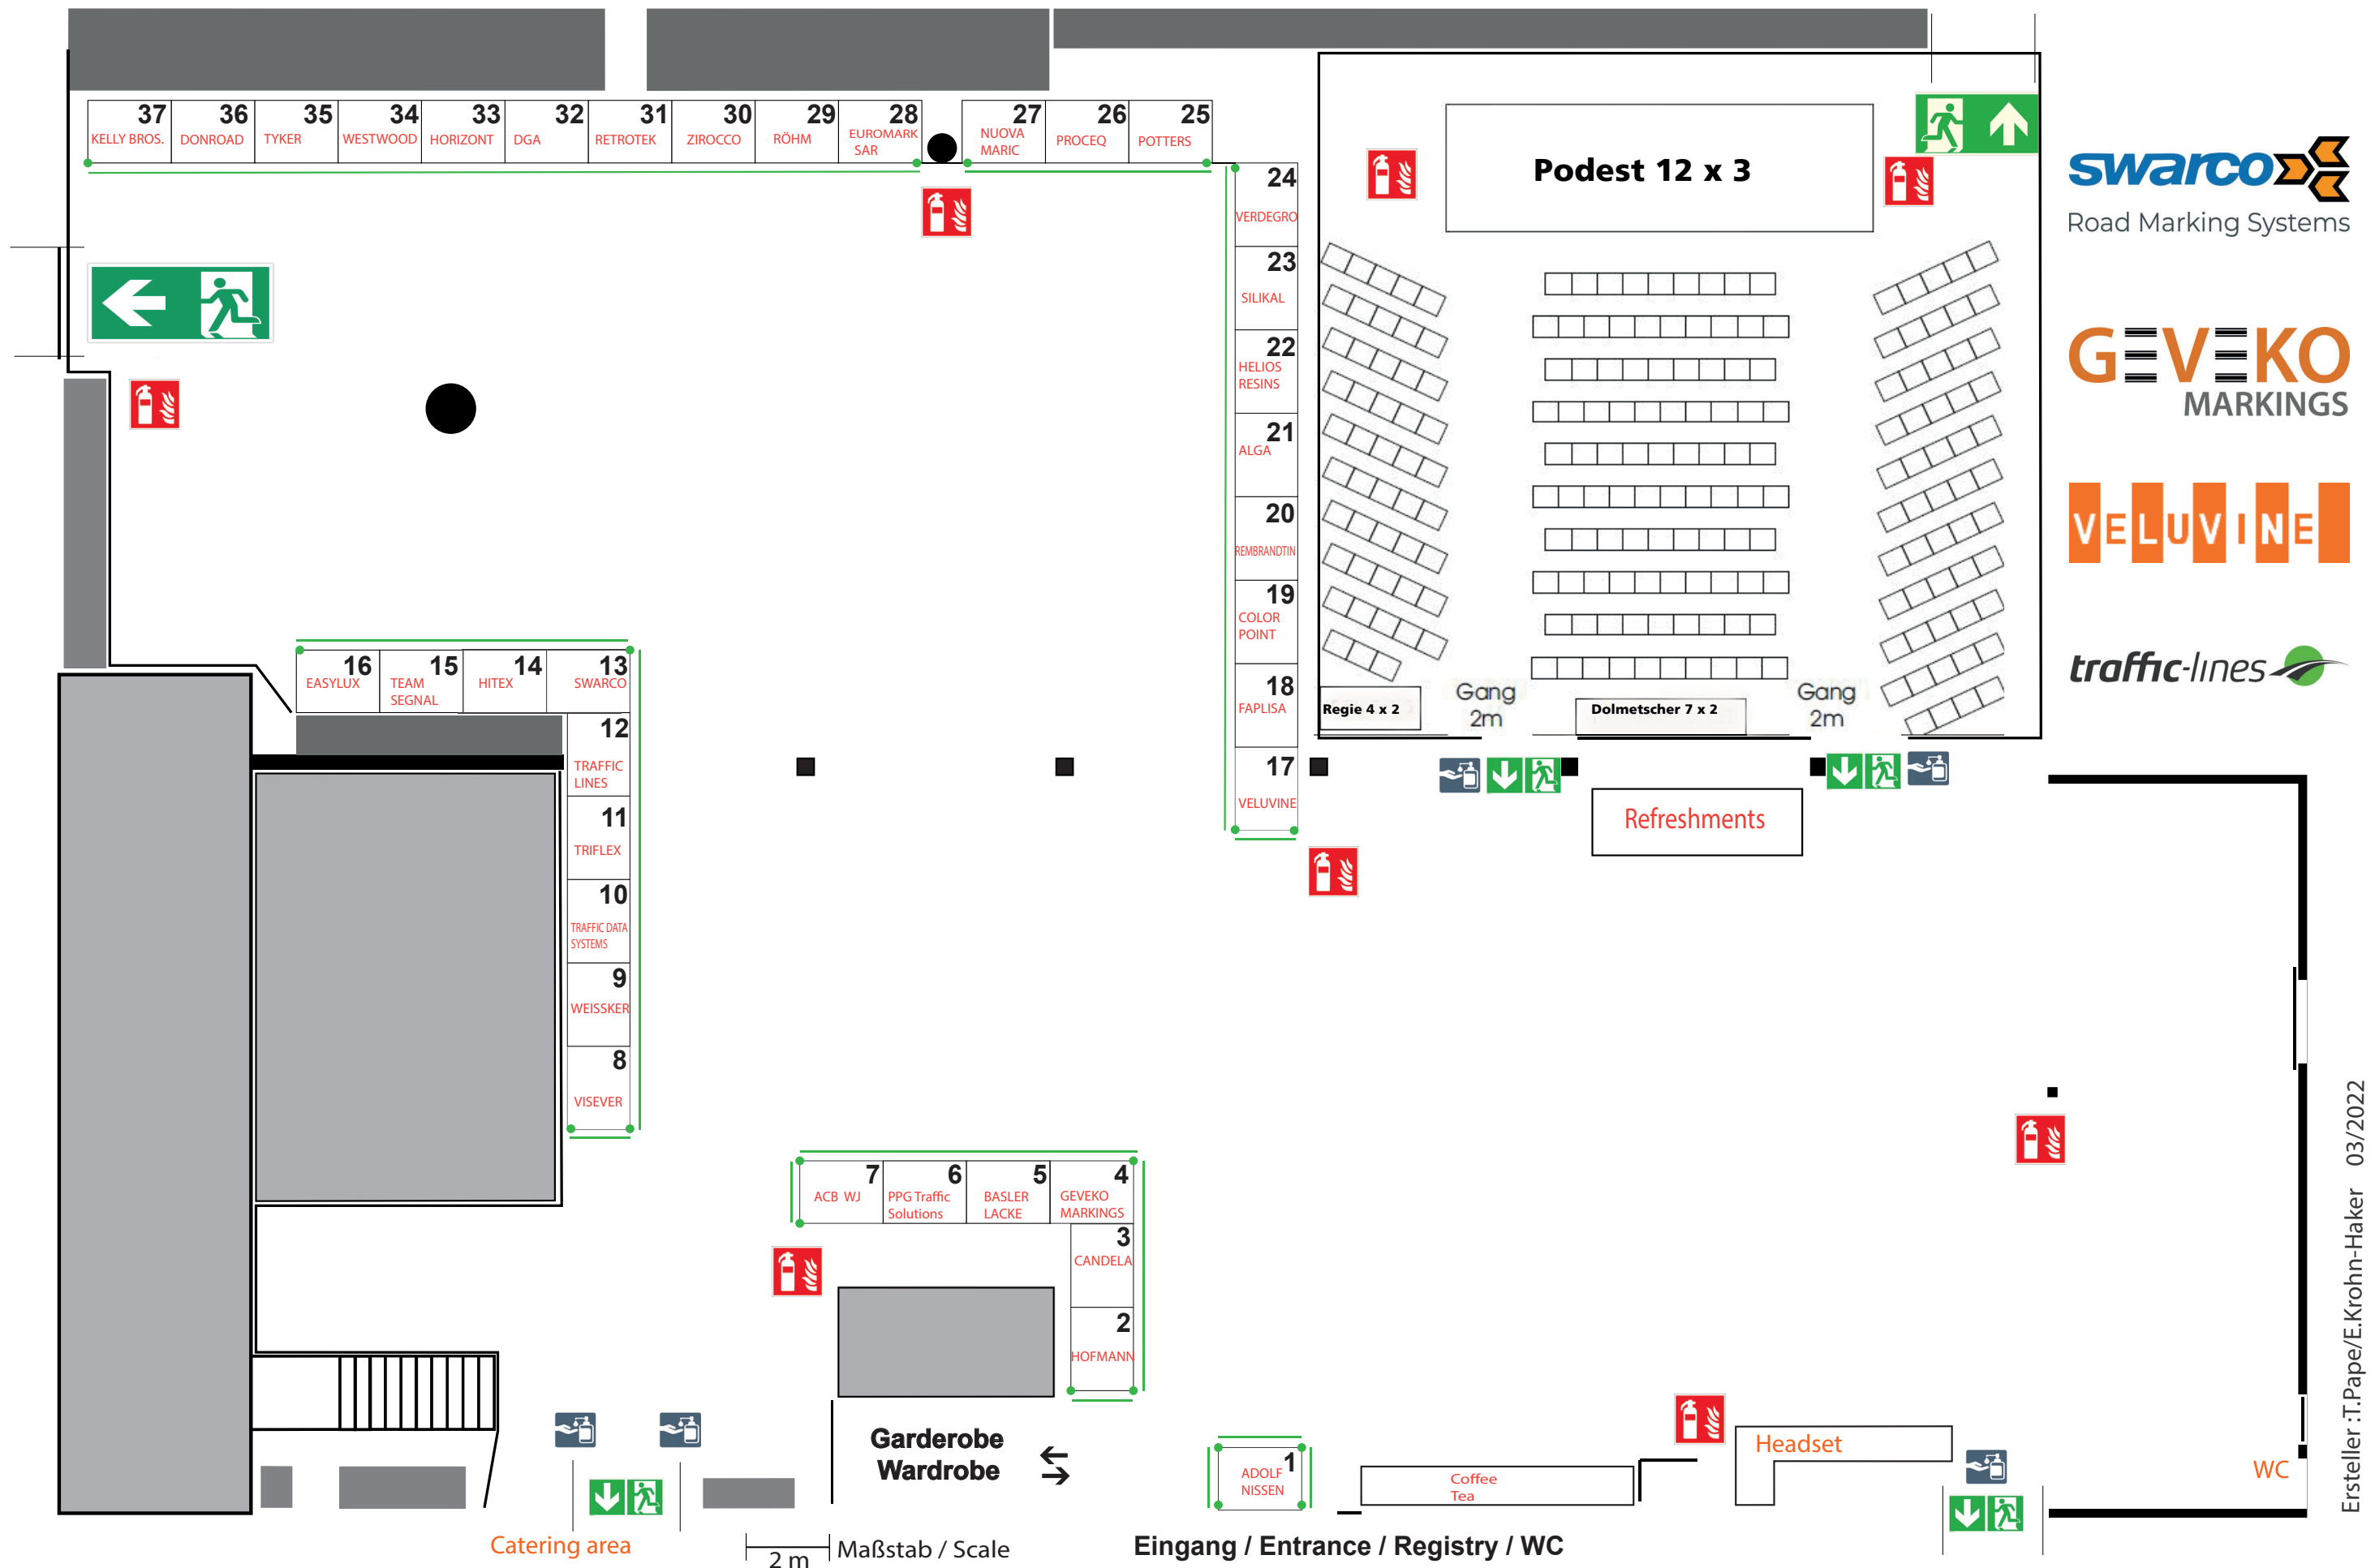 37
KELLY BROS.
36
DONROAD
35
TYKER
34
WESTWOOD
33
HORIZONT
32
DGA
31
RETROTEK
30
ZIROCCO
29
RÖHM
28
EUROMARK
SAR
27
NUOVA
MARIC
26
PROCEQ
25
POTTERS
24
VERDEGRO
23
SILIKAL
22
HELIOS
RESINS
21
ALGA
20
REMBRANDTIN
19
COLOR
POINT
18
FAPLISA
17
VELUVINE
Podest 12 x 3
Regie 4 x 2
Gang
2m
Dolmetscher 7 x 2
Gang
2m
Refreshments
swarco
Road Marking Systems
GEVEKO
MARKINGS
VELUVINE
traffic-lines
16
EASYLUX
15
TEAM
SEGNAL
14
HITEX
13
SWARCO
12
TRAFFIC
LINES
11
TRIFLEX
10
TRAFFIC DATA
SYSTEMS
9
WEISSKER
8
VISEVER
7
ACB WJ
6
PPG Traffic
Solutions
5
BASLER
LACKE
4
GEVEKO
MARKINGS
3
CANDELA
2
HOFMANN
Garderobe
Wardrobe
1
ADOLF
NISSEN
Coffee
Tea
Headset
WC
Catering area
2 m
Maßstab / Scale
Eingang / Entrance / Registry / WC
Ersteller :T.Pape/E.Krohn-Haker 03/2022